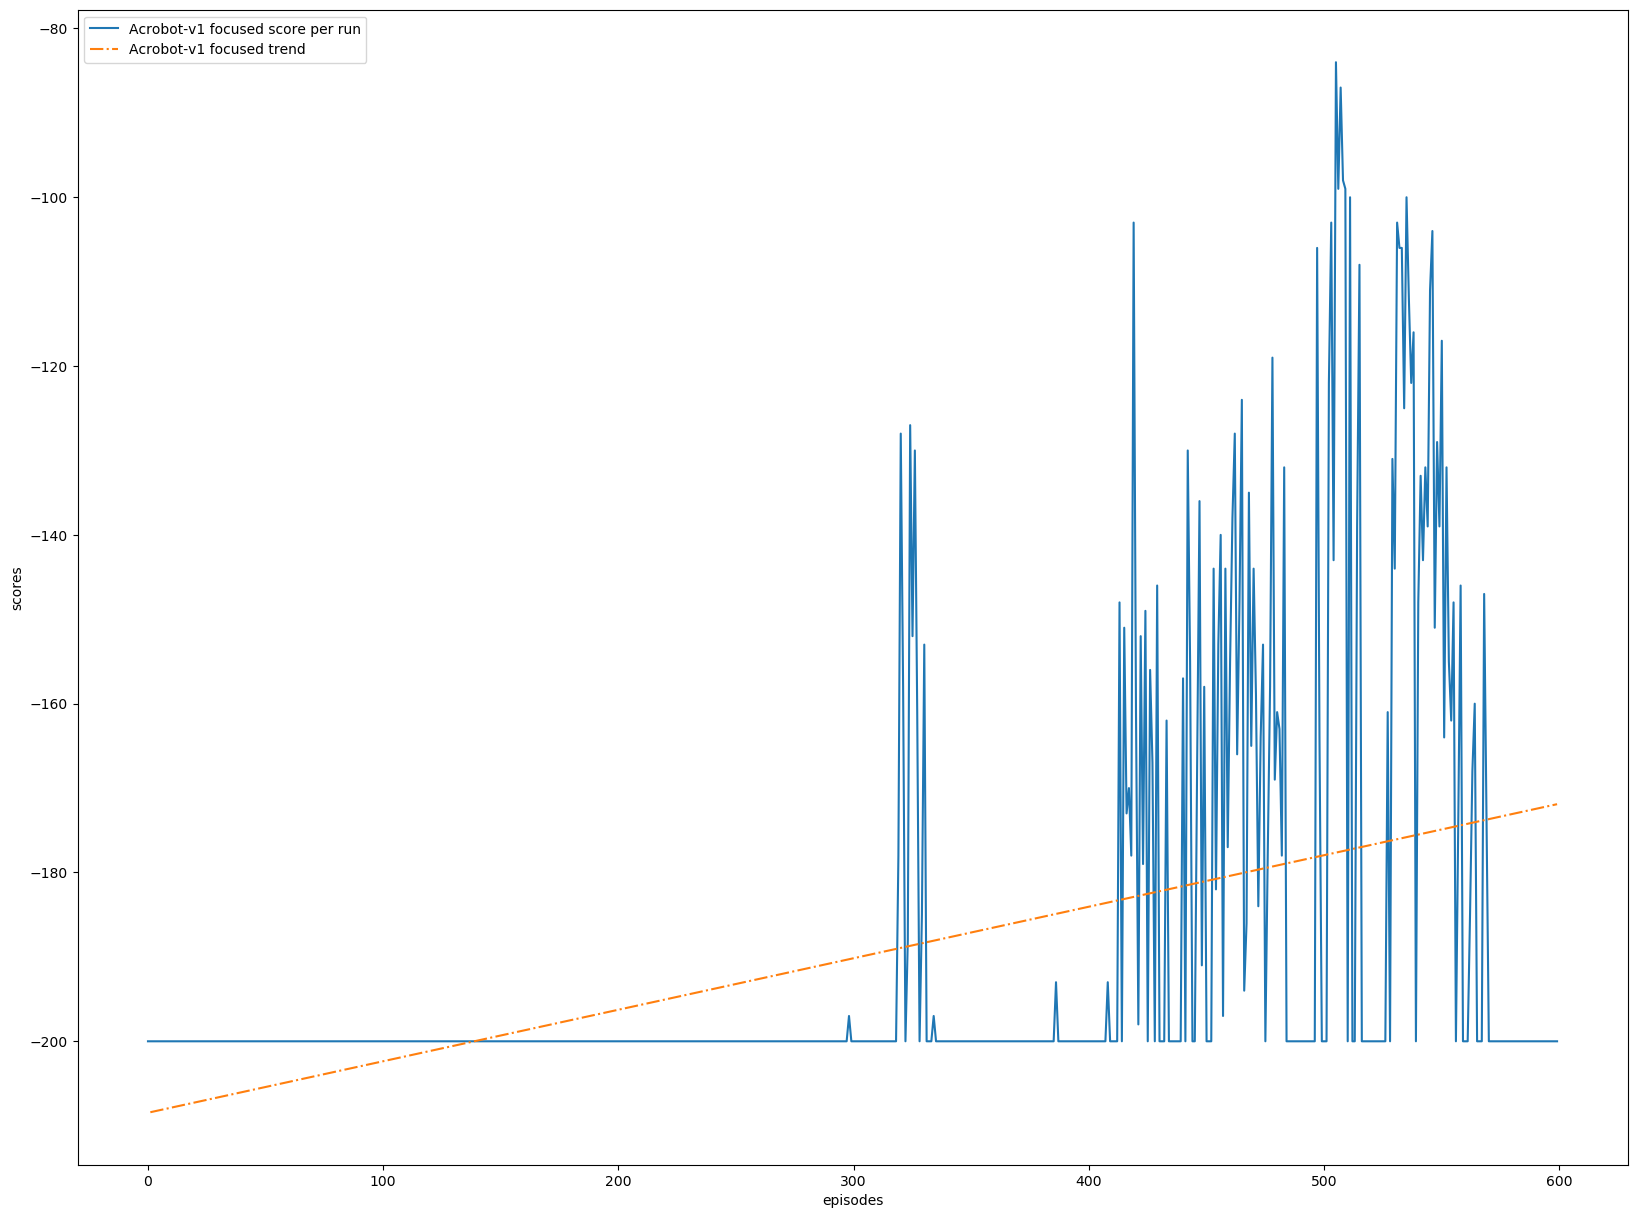 Acrobot-v1 focused score per run
Acrobot-v1 focused trend
−80
−100
−120
−140
−160
−180
−200
scores
0 100 200 300 400 500 600
episodes